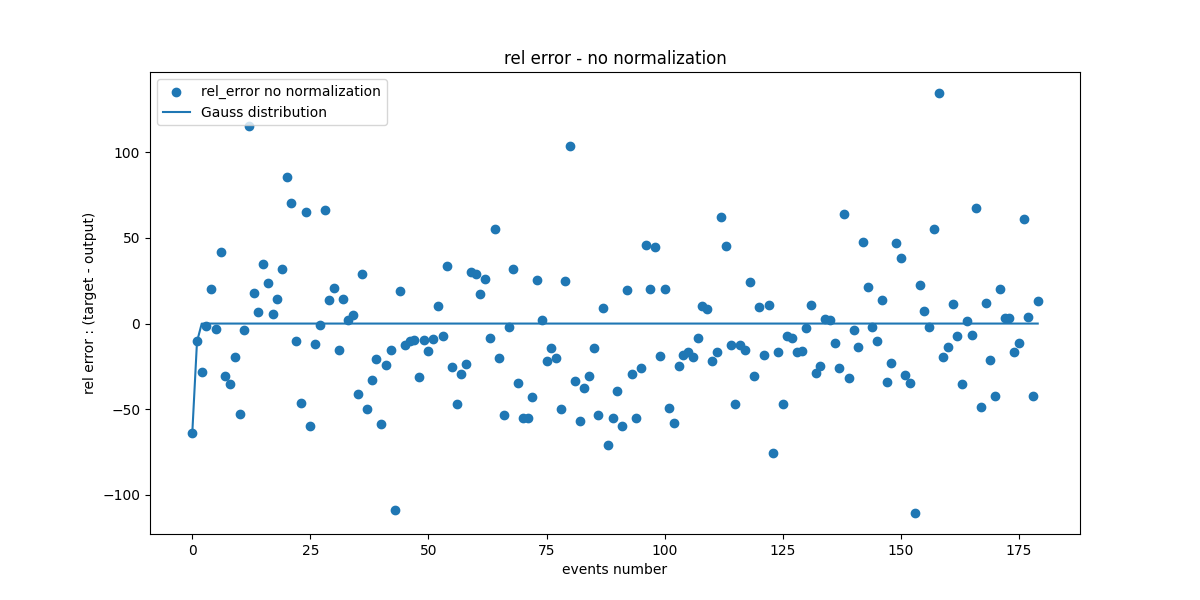 rel error - no normalization
rel_error no normalization
Gauss distribution
rel error : (target - output)
100
50
0
−50
−100
0 25 50 75 100 125 150 175
events number